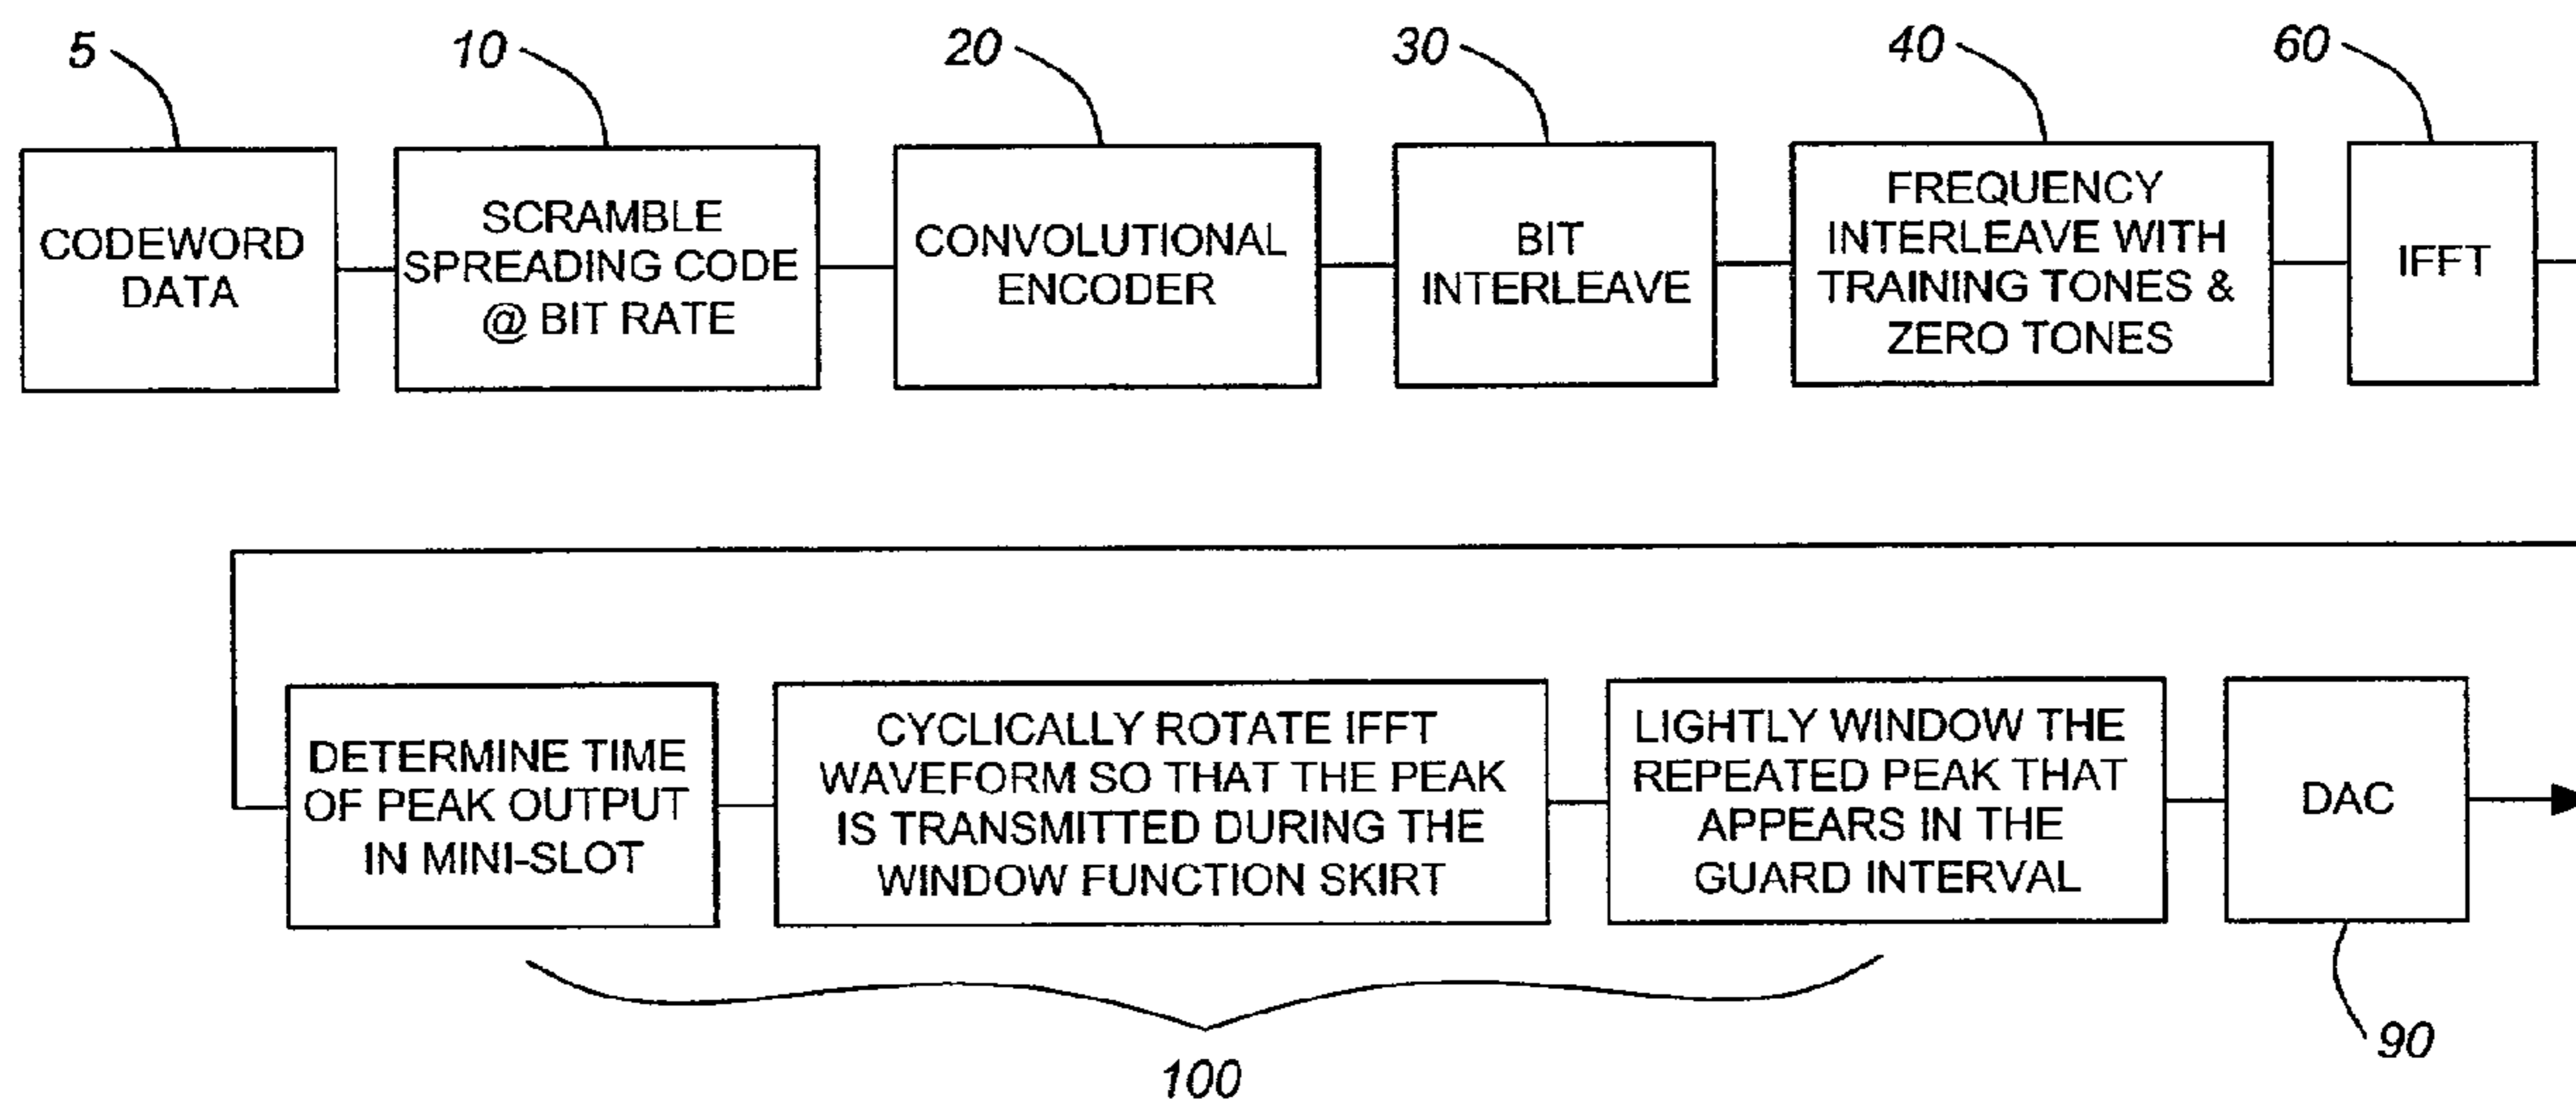 5
10
20
30
40
60
CODEWORD
DATA
SCRAMBLE
SPREADING CODE
@ BIT RATE
CONVOLUTIONAL
ENCODER
BIT
INTERLEAVE
FREQUENCY
INTERLEAVE WITH
TRAINING TONES &
ZERO TONES
IFFT
DETERMINE TIME
OF PEAK OUTPUT
IN MINI-SLOT
CYCLICALLY ROTATE IFFT
WAVEFORM SO THAT THE PEAK
IS TRANSMITTED DURING THE
WINDOW FUNCTION SKIRT
LIGHTLY WINDOW THE
REPEATED PEAK THAT
APPEARS IN THE
GUARD INTERVAL
DAC
100
90